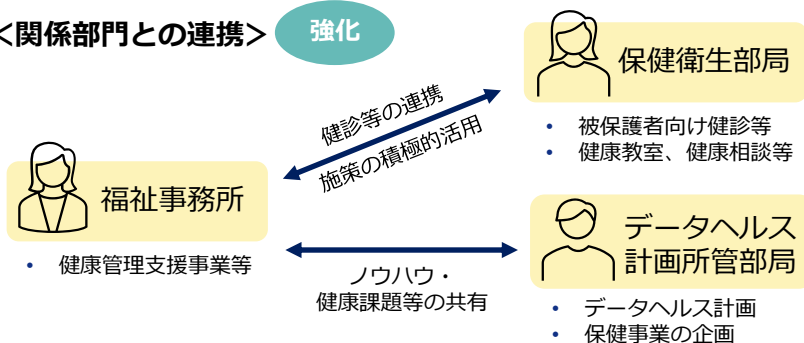 <関係部門との連携>
強化
保健衛生部局
健診等の連携
施策の積極的活用
• 被保護者向け健診等
• 健康教室、健康相談等
福祉事務所
• 健康管理支援事業等
データヘルス
計画所管部局
ノウハウ・
健康課題等の共有
• データヘルス計画
• 保健事業の企画